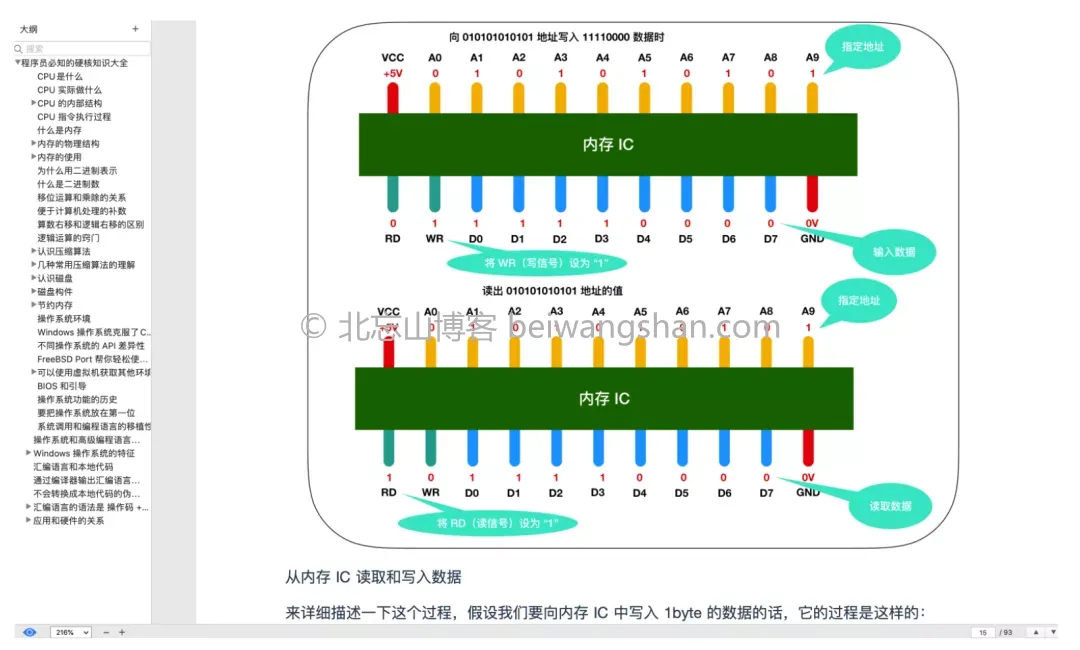 大纲 +
搜索
程序员必知的硬核知识大全
CPU是什么
CPU 实际做什么
CPU 的内部结构
CPU 指令执行过程
什么是内存
内存的物理结构
内存的使用
为什么用二进制表示
什么是二进制数
移位运算和乘除的关系
便于计算机处理的补数
算数右移和逻辑右移的区别
逻辑运算的窍门
认识压缩算法
几种常用压缩算法的理解
认识磁盘
磁盘构件
节约内存
操作系统环境
Windows 操作系统克服了C...
不同操作系统的 API 差异性
FreeBSD Port 帮你轻松使...
可以使用虚拟机获取其他环境
BIOS 和引导
操作系统功能的历史
要把操作系统放在第一位
系统调用和编程语言的移植性
操作系统和高级编程语言...
Windows 操作系统的特征
汇编语言和本地代码
通过编译器输出汇编语言...
不会转换成本地代码的伪...
汇编语言的语法是 操作码 +...
应用和硬件的关系
向 010101010101 地址写入 11110000 数据时
指定地址
VCC A0 A1 A2 A3 A4 A5 A6 A7 A8 A9
+5V 0 1 0 1 0 1 0 1 0 1
内存 IC
0 1 1 1 1 1 0 0 0 0 0V
RD WR D0 D1 D2 D3 D4 D5 D6 D7 GND
输入数据
将 WR（写信号）设为 “1”
读出 010101010101 地址的值
指定地址
VCC A0 A1 A2 A3 A4 A5 A6 A7 A8 A9
+5V 0 1 0 1 0 1 0 1 0 1
© 北忘山博客 beiwangshan.com
内存 IC
1 0 1 1 1 1 0 0 0 0 0V
RD WR D0 D1 D2 D3 D4 D5 D6 D7 GND
读取数据
将 RD（读信号）设为 “1”
从内存 IC 读取和写入数据
来详细描述一下这个过程，假设我们要向内存 IC 中写入 1byte 的数据的话，它的过程是这样的：
216% − + 15 / 93